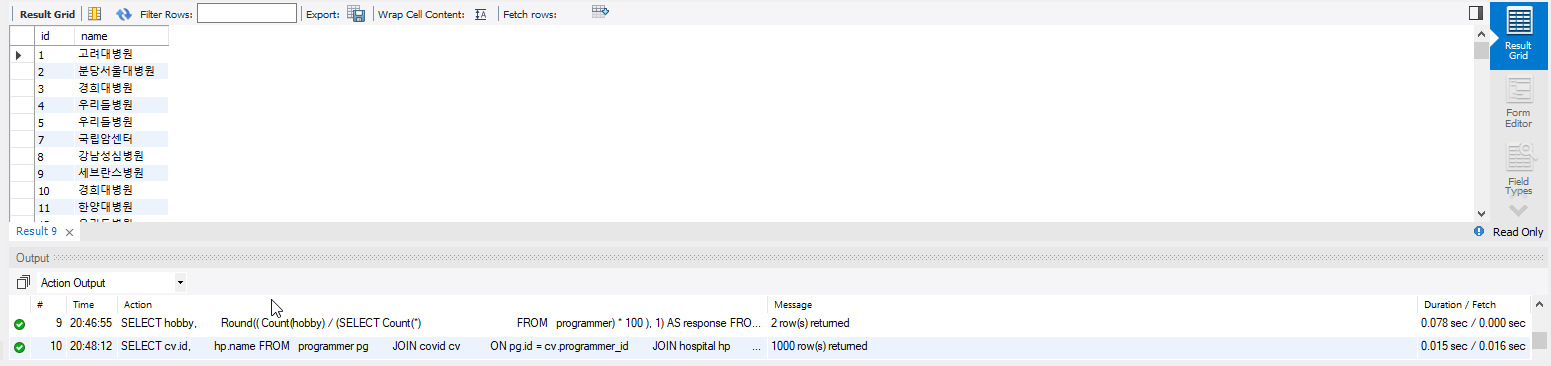 Result Grid Filter Rows: Export: Wrap Cell Content: Fetch rows:
id name
1 고려대병원
2 분당서울대병원
3 경희대병원
4 우리들병원
5 우리들병원
7 국립암센터
8 강남성심병원
9 세브란스병원
10 경희대병원
11 한양대병원
Result Grid
Form Editor
Field Types
Result 9 Read Only
Output
Action Output
# Time Action Message Duration / Fetch
9 20:46:55 SELECT hobby, Round(( Count(hobby) / (SELECT Count(*) FROM programmer) * 100 ), 1) AS response FRO... 2 row(s) returned 0.078 sec / 0.000 sec
10 20:48:12 SELECT cv.id, hp.name FROM programmer pg JOIN covid cv ON pg.id = cv.programmer_id JOIN hospital hp ... 1000 row(s) returned 0.015 sec / 0.016 sec